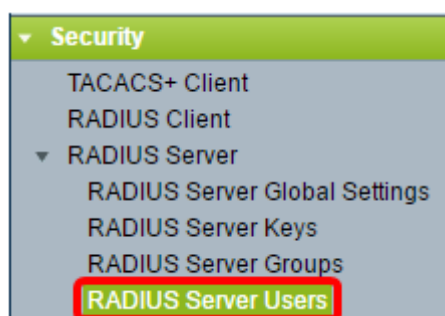 Security
TACACS+ Client
RADIUS Client
RADIUS Server
RADIUS Server Global Settings
RADIUS Server Keys
RADIUS Server Groups
RADIUS Server Users